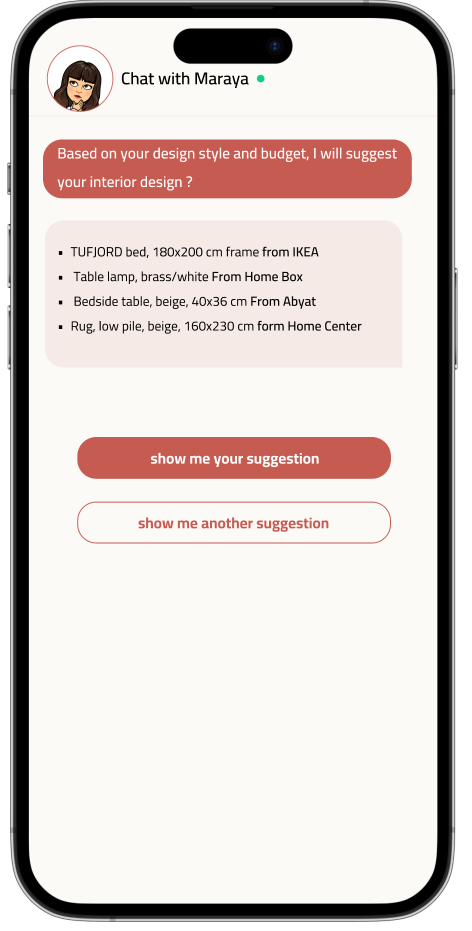 Chat with Maraya
Based on your design style and budget, I will suggest
your interior design ?
▪ TUFJORD bed, 180x200 cm frame from IKEA
▪ Table lamp, brass/white From Home Box
▪ Bedside table, beige, 40x36 cm From Abyat
▪ Rug, low pile, beige, 160x230 cm form Home Center
show me your suggestion
show me another suggestion